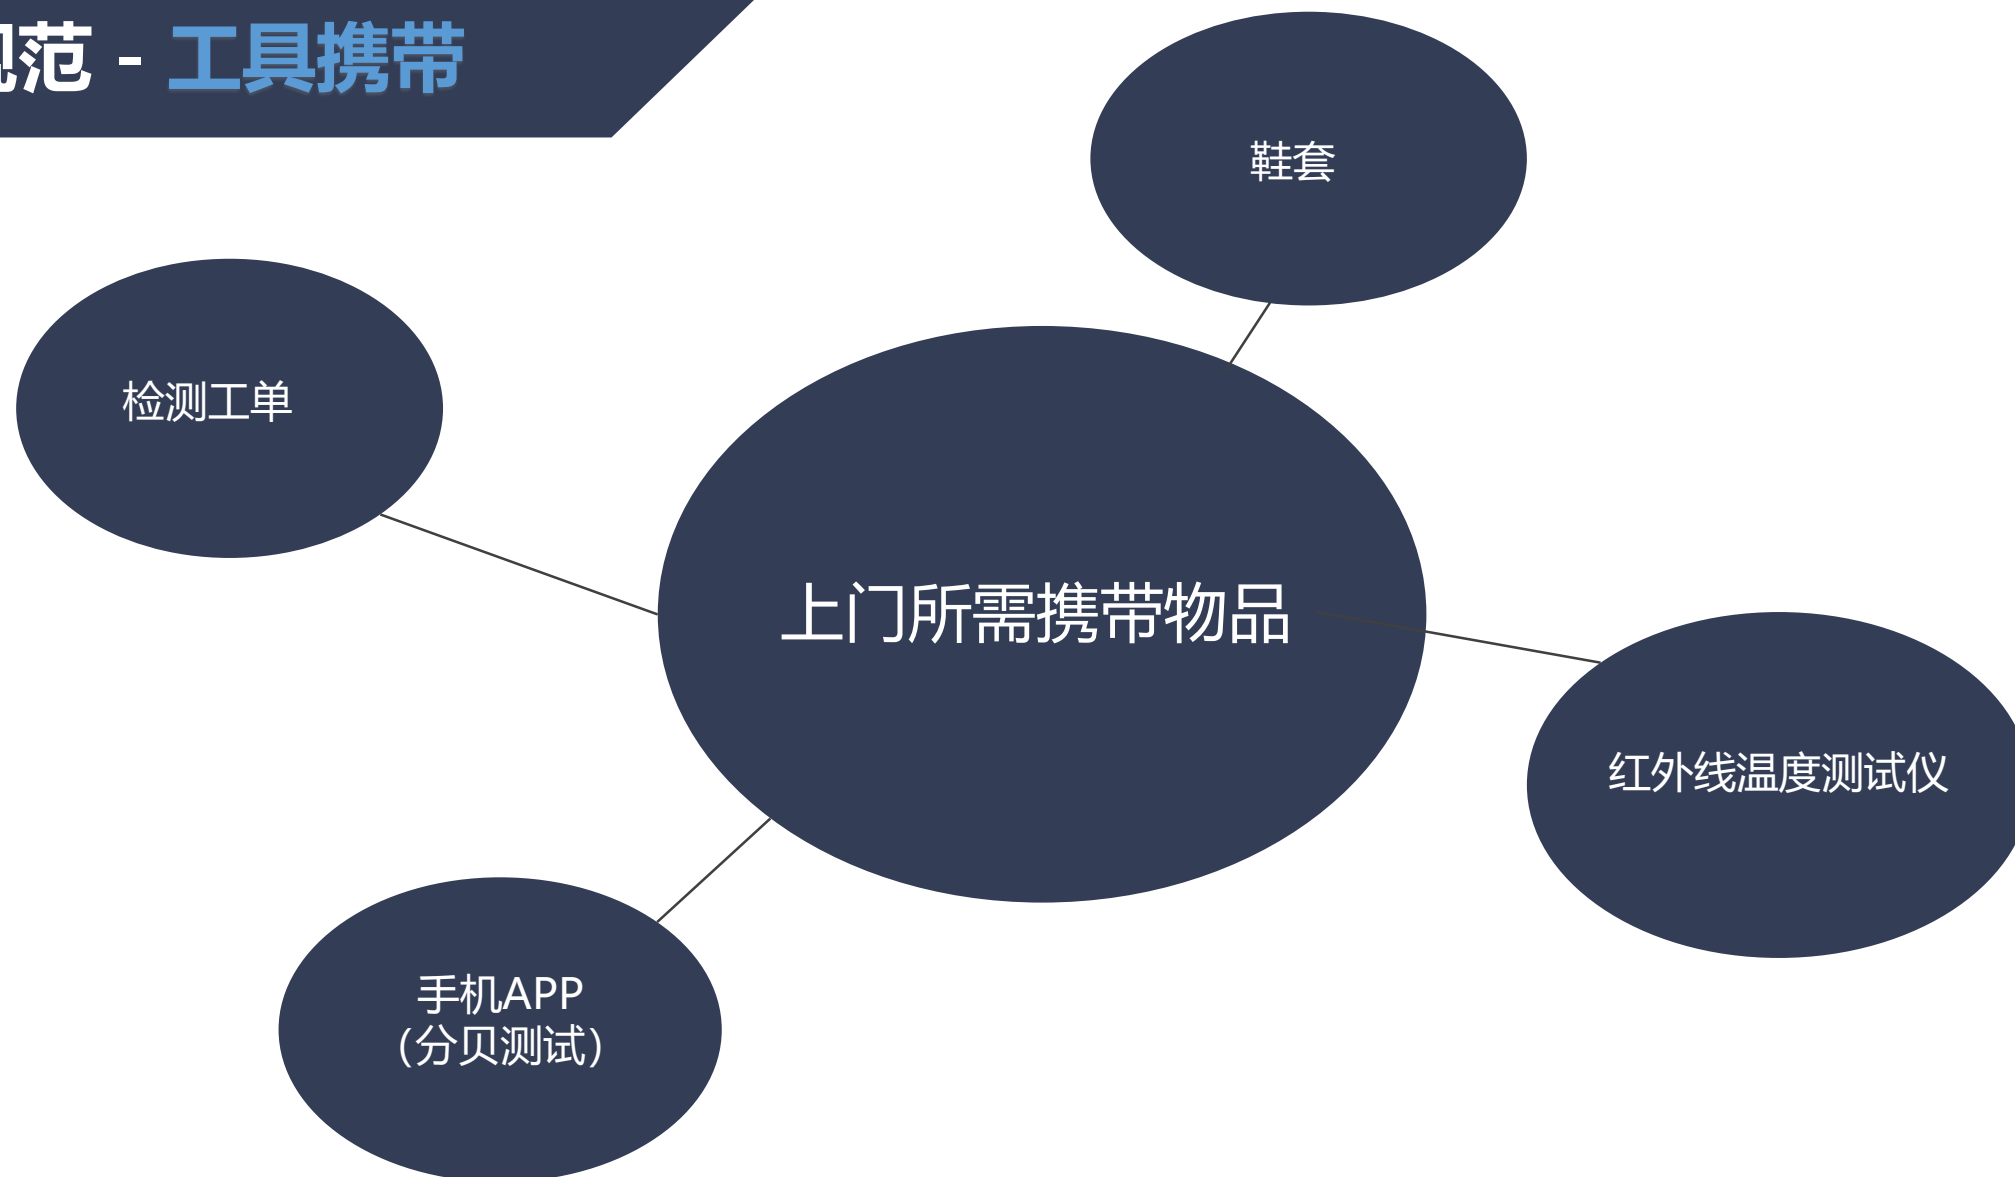 范 - 工具携带
鞋套
检测工单
上门所需携带物品
红外线温度测试仪
手机APP
（分贝测试）